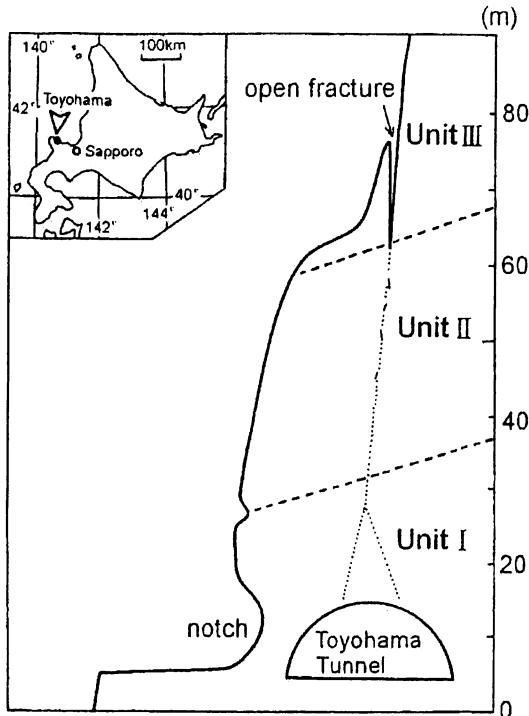 (m)
140°
100km
42°
Toyohama
Sapporo
40°
142°
144°
open fracture
80
Unit III
60
Unit II
40
Unit I
20
notch
Toyohama
Tunnel
0